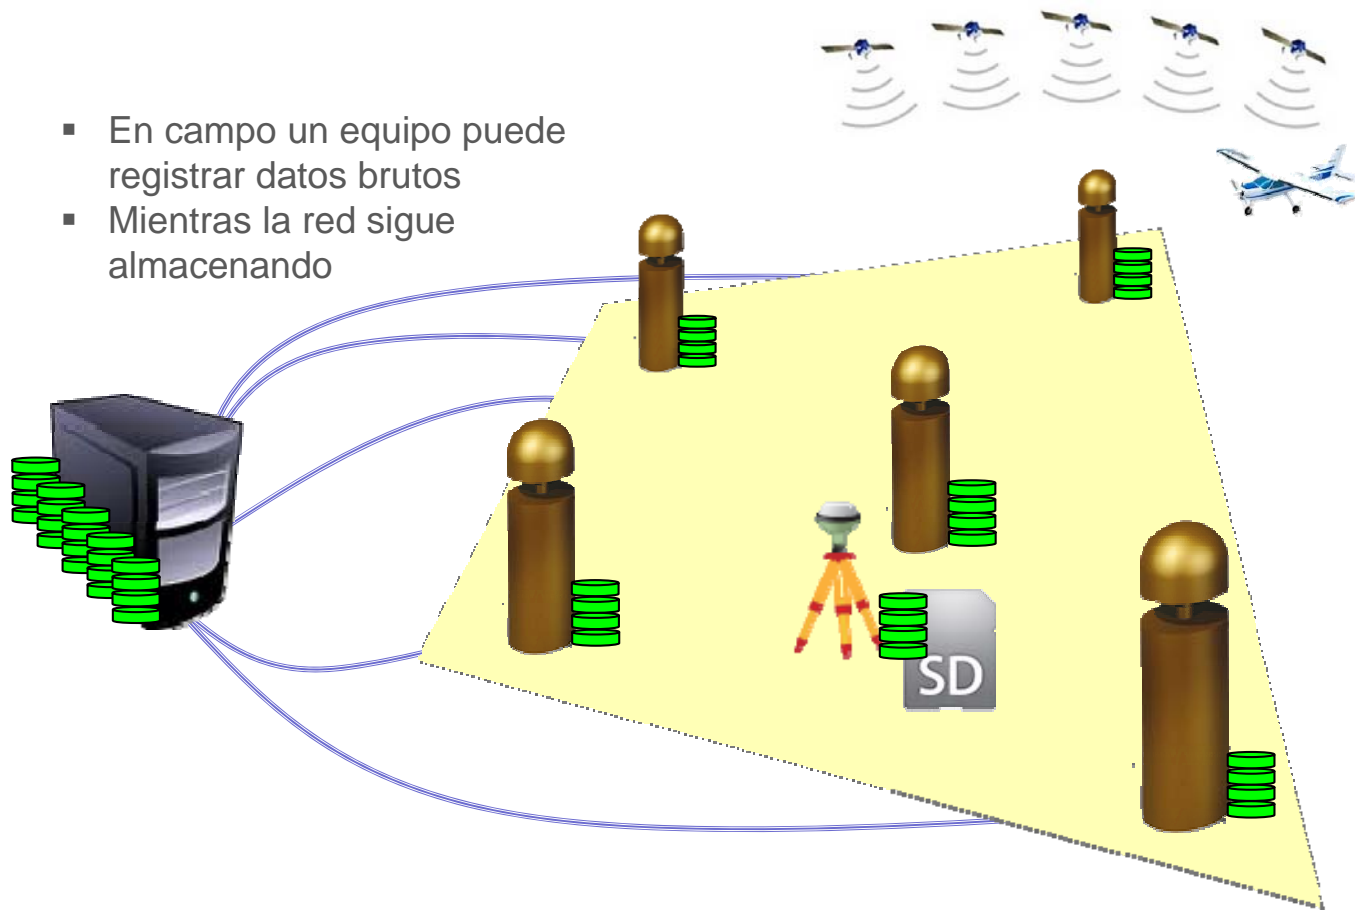 ▪ En campo un equipo puede
registrar datos brutos
▪ Mientras la red sigue
almacenando
SD